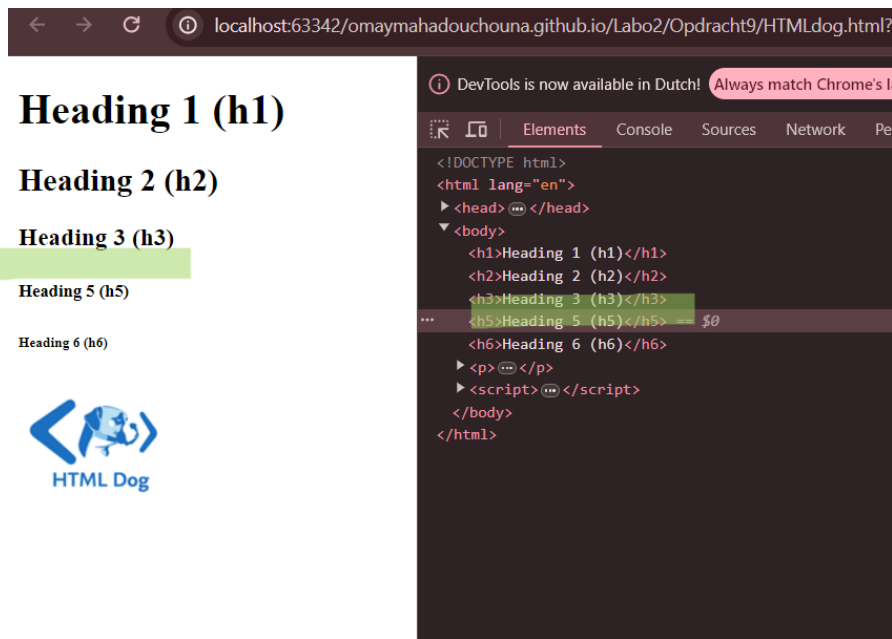 localhost:63342/omaymahadouchouna.github.io/Labo2/Opdracht9/HTMLdog.html?
Heading 1 (h1)
Heading 2 (h2)
Heading 3 (h3)
Heading 5 (h5)
Heading 6 (h6)
HTML Dog
DevTools is now available in Dutch! Always match Chrome's
Elements Console Sources Network
<!DOCTYPE html>
<html lang="en">
<head> </head>
<body>
<h1>Heading 1 (h1)</h1>
<h2>Heading 2 (h2)</h2>
<h3>Heading 3 (h3)</h3>
<h5>Heading 5 (h5)</h5> == $0
<h6>Heading 6 (h6)</h6>
<p> </p>
<script> </script>
</body>
</html>